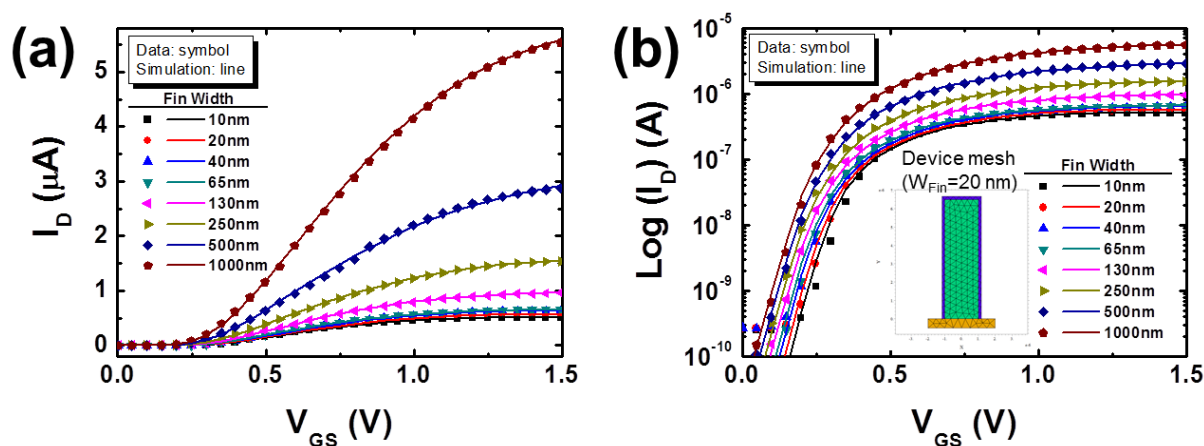 (a)
Data: symbol
Simulation: line
Fin Width
10nm
20nm
40nm
65nm
130nm
250nm
500nm
1000nm
I_D (μA)
5
4
3
2
1
0
0.0 0.5 1.0 1.5
V_GS (V)
(b)
Data: symbol
Simulation: line
Log (I_D) (A)
10^-5
10^-6
10^-7
10^-8
10^-9
10^-10
Device mesh
(W_Fin=20 nm)
Fin Width
10nm
20nm
40nm
65nm
130nm
250nm
500nm
1000nm
0.0 0.5 1.0 1.5
V_GS (V)